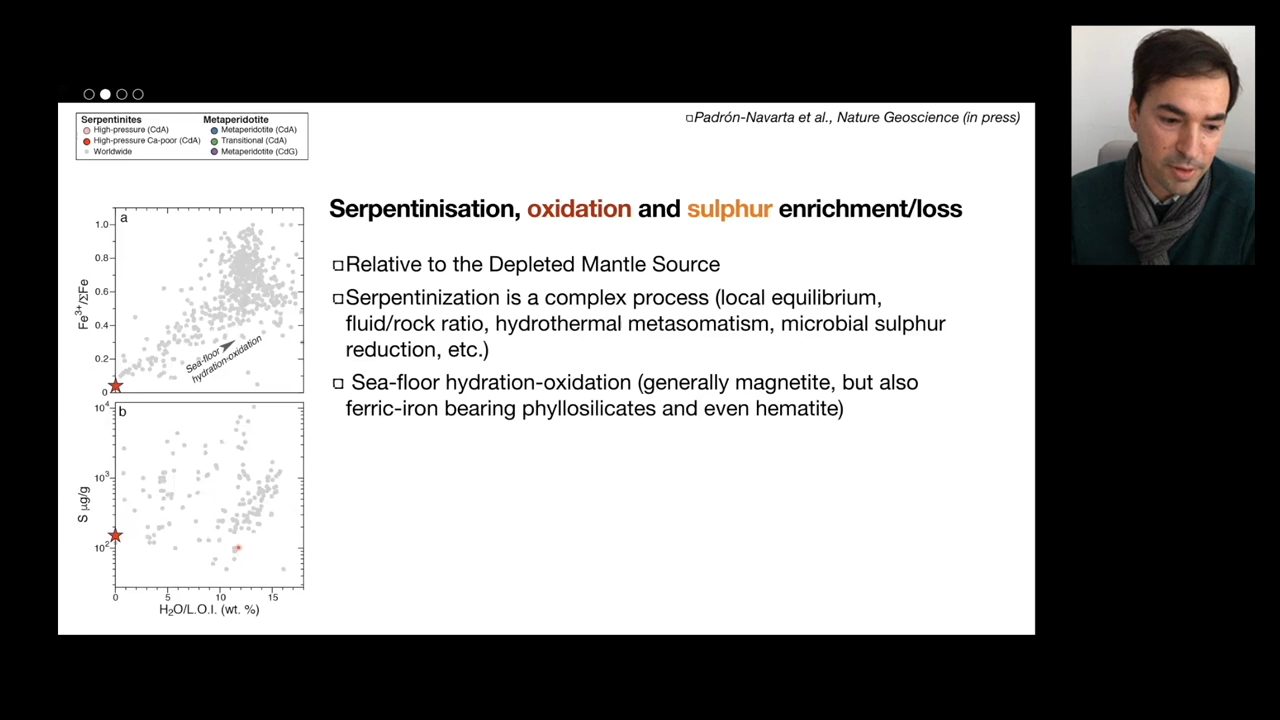 Serpentinites
High-pressure (CdA)
High-pressure Ca-poor (CdA)
Worldwide
Metaperidotite
Metaperidotite (CdA)
Transitional (CdA)
Metaperidotite (CdG)
Padrón-Navarta et al., Nature Geoscience (in press)
Serpentinisation, oxidation and sulphur enrichment/loss
Relative to the Depleted Mantle Source
Serpentinization is a complex process (local equilibrium,
fluid/rock ratio, hydrothermal metasomatism, microbial sulphur
reduction, etc.)
Sea-floor hydration-oxidation (generally magnetite, but also
ferric-iron bearing phyllosilicates and even hematite)
a
1.0
0.8
0.6
0.4
0.2
0
Fe³⁺/ΣFe
Sea-floor
hydration-oxidation
b
10⁴
10³
10²
S µg/g
0 5 10 15
H₂O/L.O.I. (wt. %)